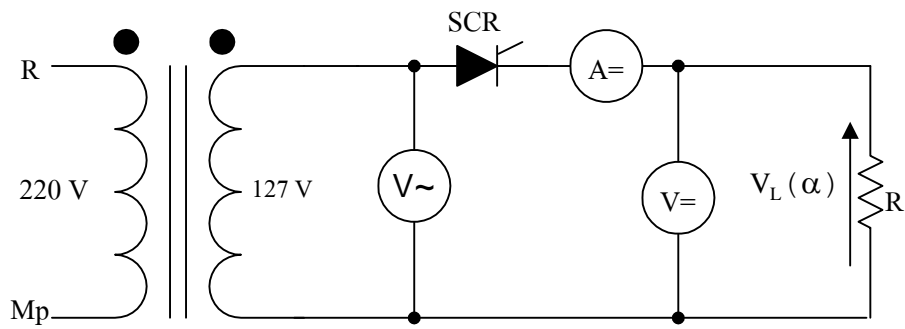 SCR
R
A=
220 V
127 V
V~
V=
V_L(α)
R
Mp